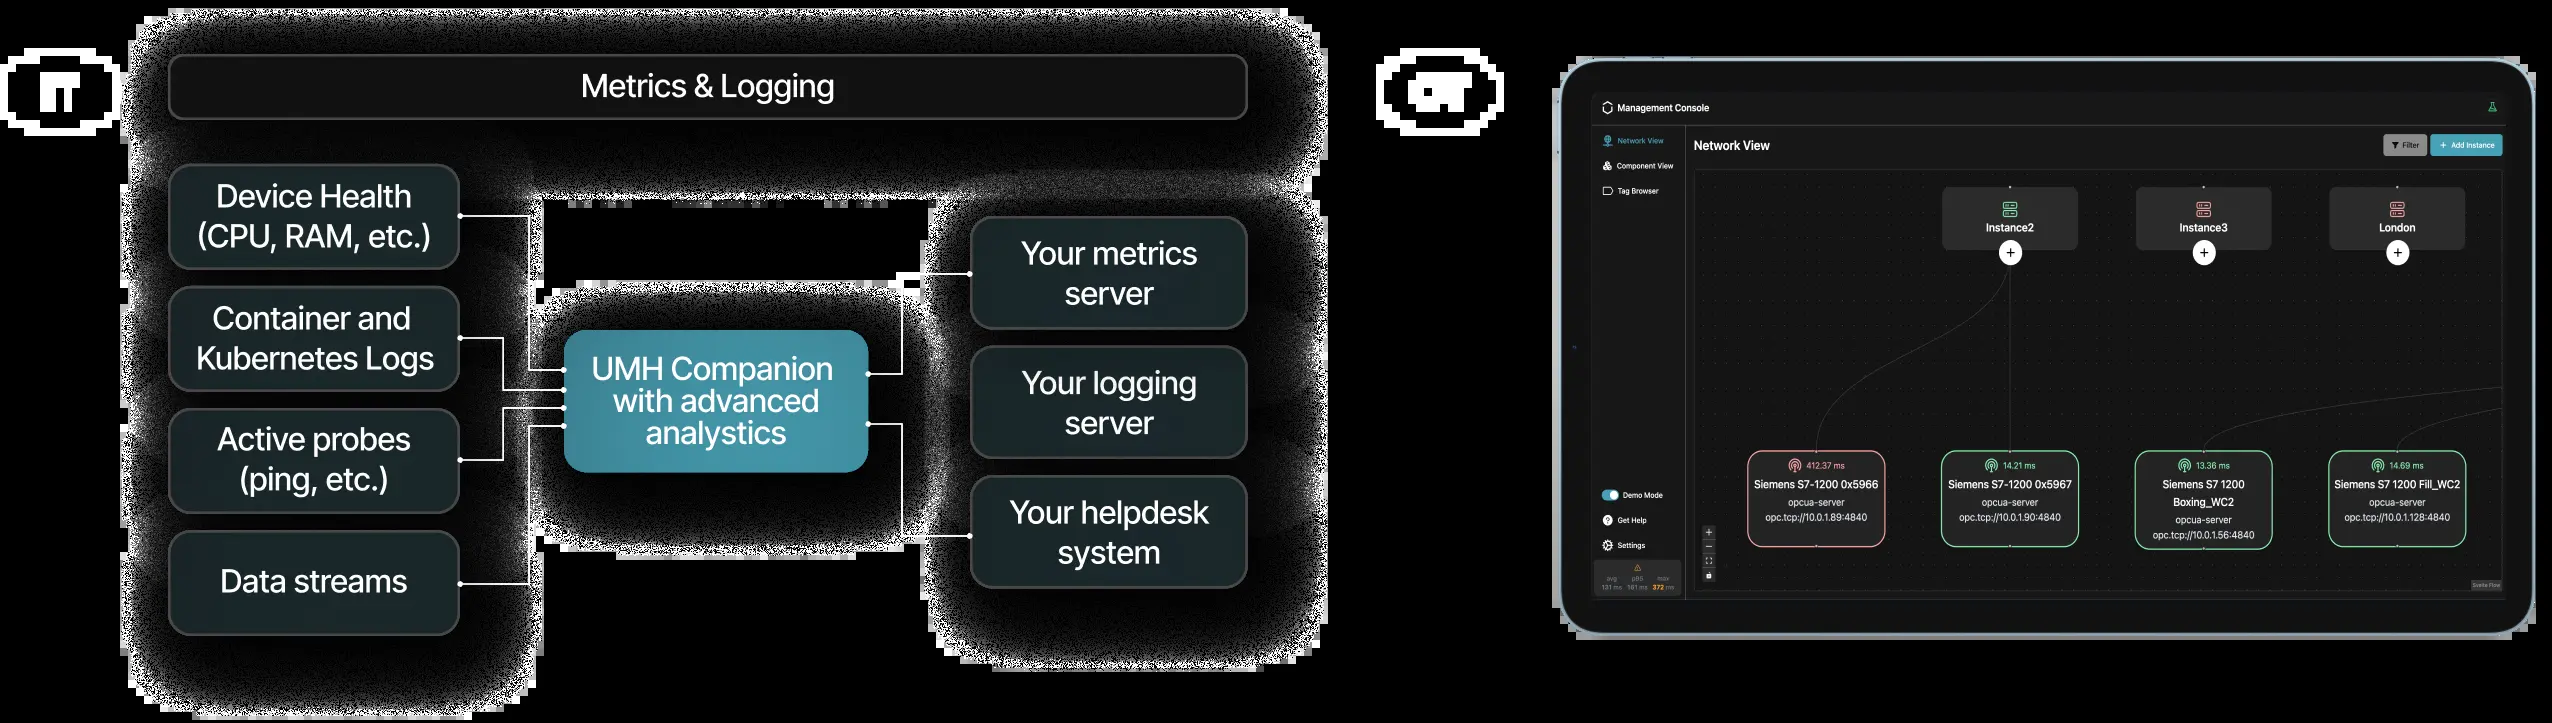 IT
Metrics & Logging
Device Health
(CPU, RAM, etc.)
Container and
Kubernetes Logs
Active probes
(ping, etc.)
Data streams
UMH Companion
with advanced
analystics
Your metrics
server
Your logging
server
Your helpdesk
system
OT
Management Console
Network View
Component View
Tag Browser
Demo Mode
Get Help
Settings
avg p95 max
131 ms 161 ms 372 ms
Network View
Filter
+ Add Instance
Instance2
Instance3
London
412.37 ms
Siemens S7-1200 0x5966
opcua-server
opc.tcp://10.0.1.89:4840
14.21 ms
Siemens S7-1200 0x5967
opcua-server
opc.tcp://10.0.1.90:4840
13.36 ms
Siemens S7 1200
Boxing_WC2
opcua-server
opc.tcp://10.0.1.56:4840
14.69 ms
Siemens S7 1200 Fill_WC2
opcua-server
opc.tcp://10.0.1.128:4840
Svelte Flow